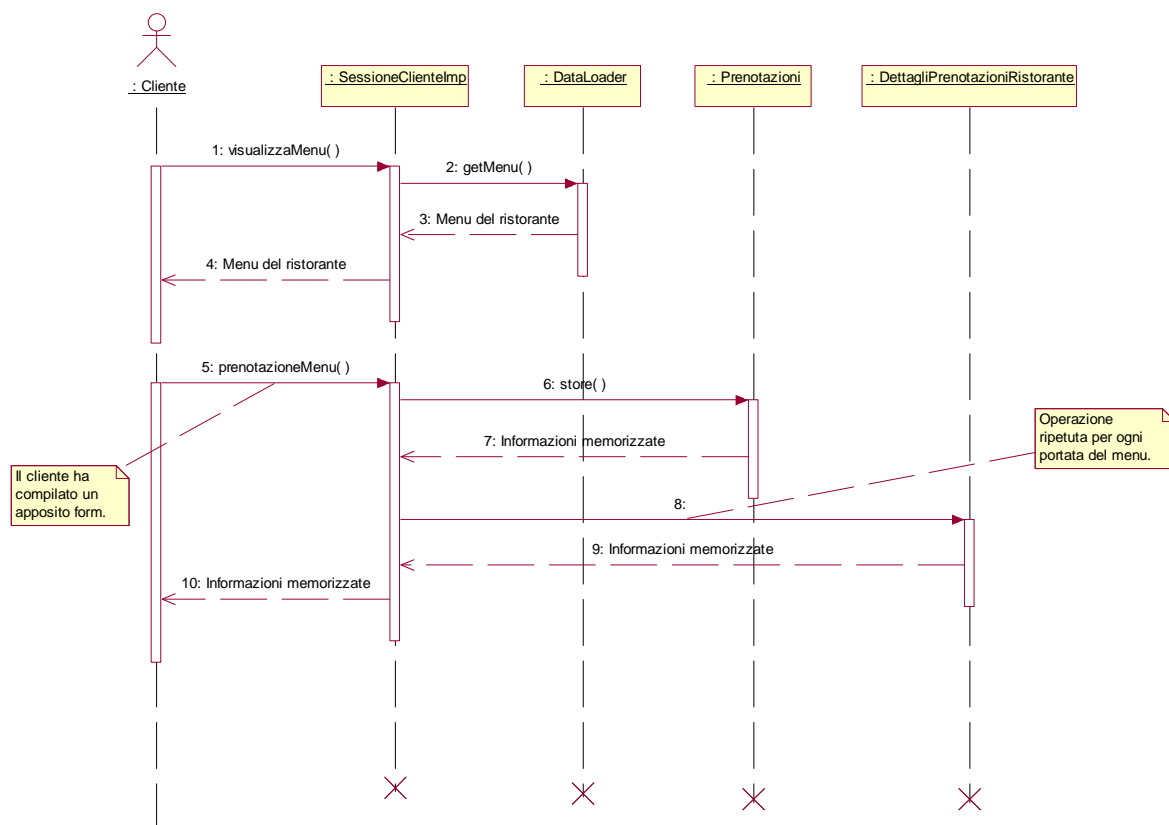 : Cliente
: SessioneClienteImp
: DataLoader
: Prenotazioni
: DettagliPrenotazioniRistorante
1: visualizzaMenu( )
2: getMenu( )
3: Menu del ristorante
4: Menu del ristorante
5: prenotazioneMenu( )
6: store( )
Operazione
ripetuta per ogni
portata del menu.
7: Informazioni memorizzate
Il cliente ha
compilato un
apposito form.
8:
9: Informazioni memorizzate
10: Informazioni memorizzate